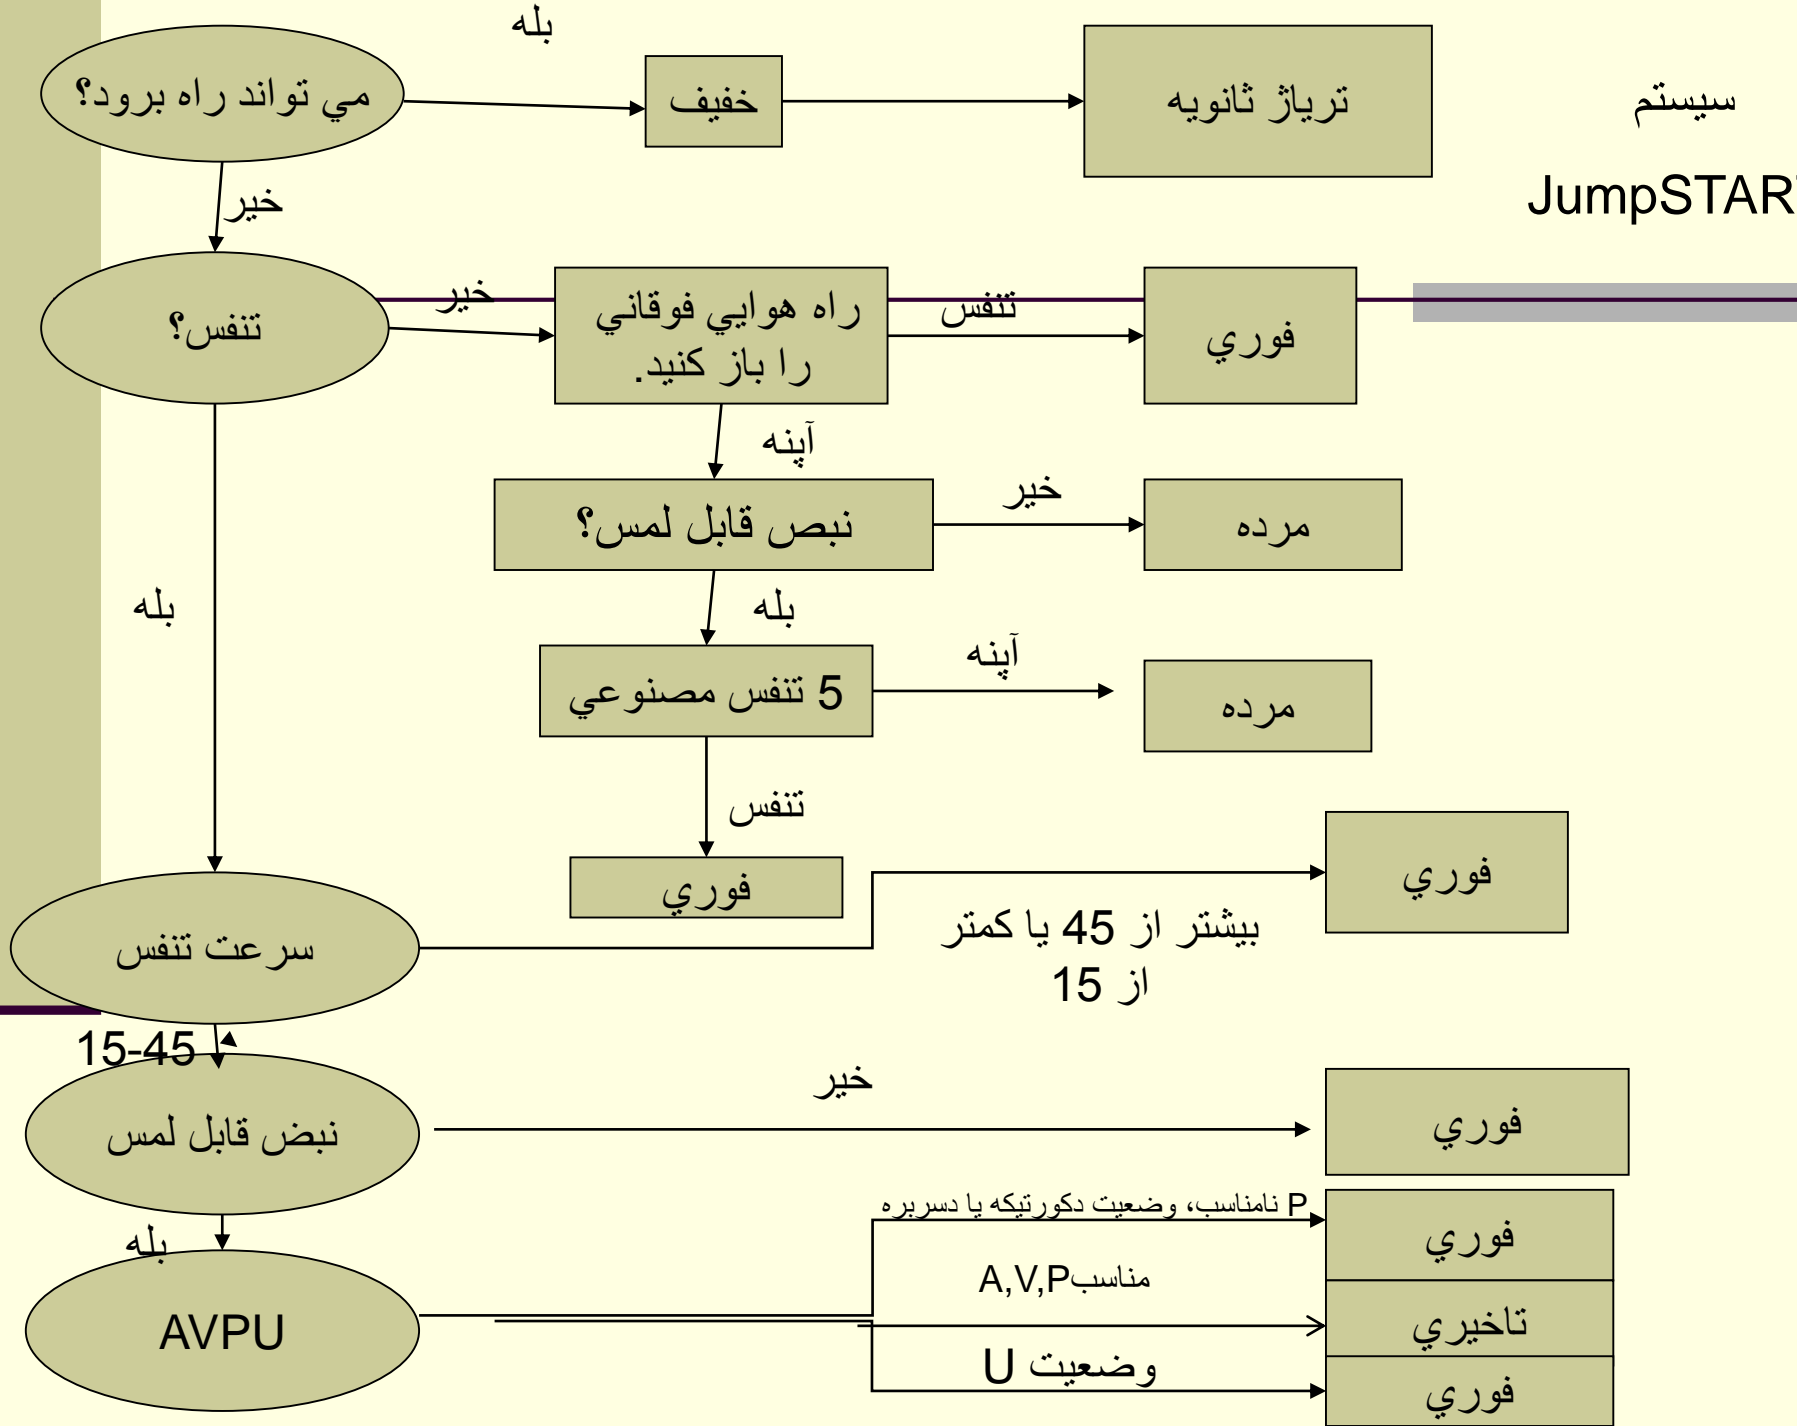 سيستم
JumpSTAR
بله
مي تواند راه برود؟
خفيف
ترياژ ثانويه
خير
تنفس؟
خير
راه هوايي فوقاني
را باز كنيد.
تنفس
فوري
آپنه
نبص قابل لمس؟
خير
مرده
بله
بله
5 تنفس مصنوعي
آپنه
مرده
تنفس
فوري
سرعت تنفس
بيشتر از 45 يا كمتر
از 15
فوري
15-45
نبض قابل لمس
خير
فوري
بله
AVPU
P نامناسب، وضعيت دكورتيكه يا دسربره
فوري
A,V,Pمناسب
تاخيري
وضعيت U
فوري